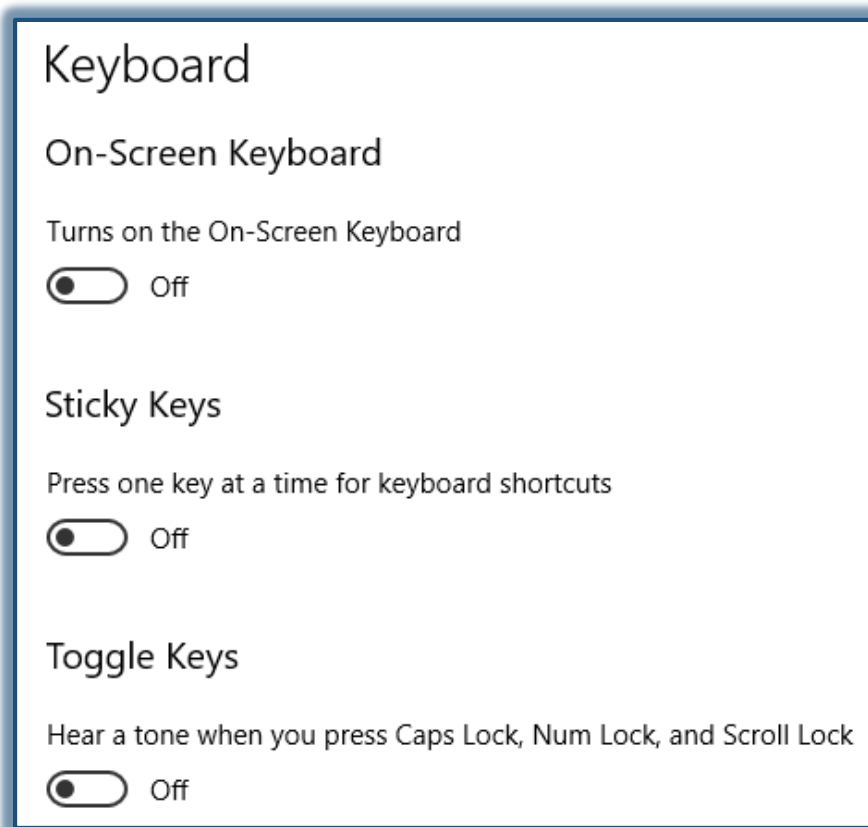 Keyboard
On-Screen Keyboard
Turns on the On-Screen Keyboard
Off
Sticky Keys
Press one key at a time for keyboard shortcuts
Off
Toggle Keys
Hear a tone when you press Caps Lock, Num Lock, and Scroll Lock
Off